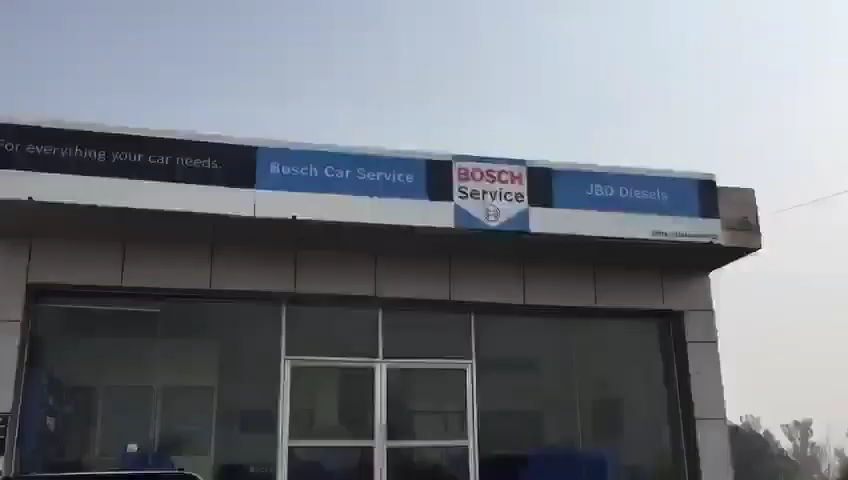 For everything your car needs.
Bosch Car Service
BOSCH
Service
JBD Diesels